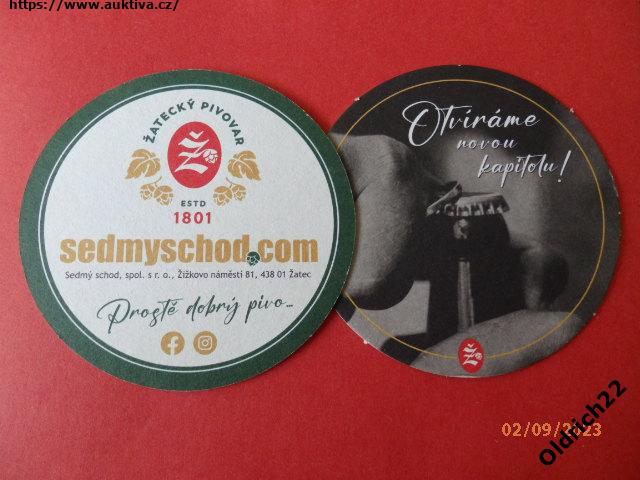 https://www.auktiva.cz/
ŽATECKÝ PIVOVAR
Ž
ESTD
1801
sedmyschod.com
Sedmý schod, spol. s r. o., Žižkovo náměstí 81, 438 01 Žatec
Prostě dobrý pivo...
Otvíráme
novou
kapitolu!
Ž
02/09/2023
Oldrich22